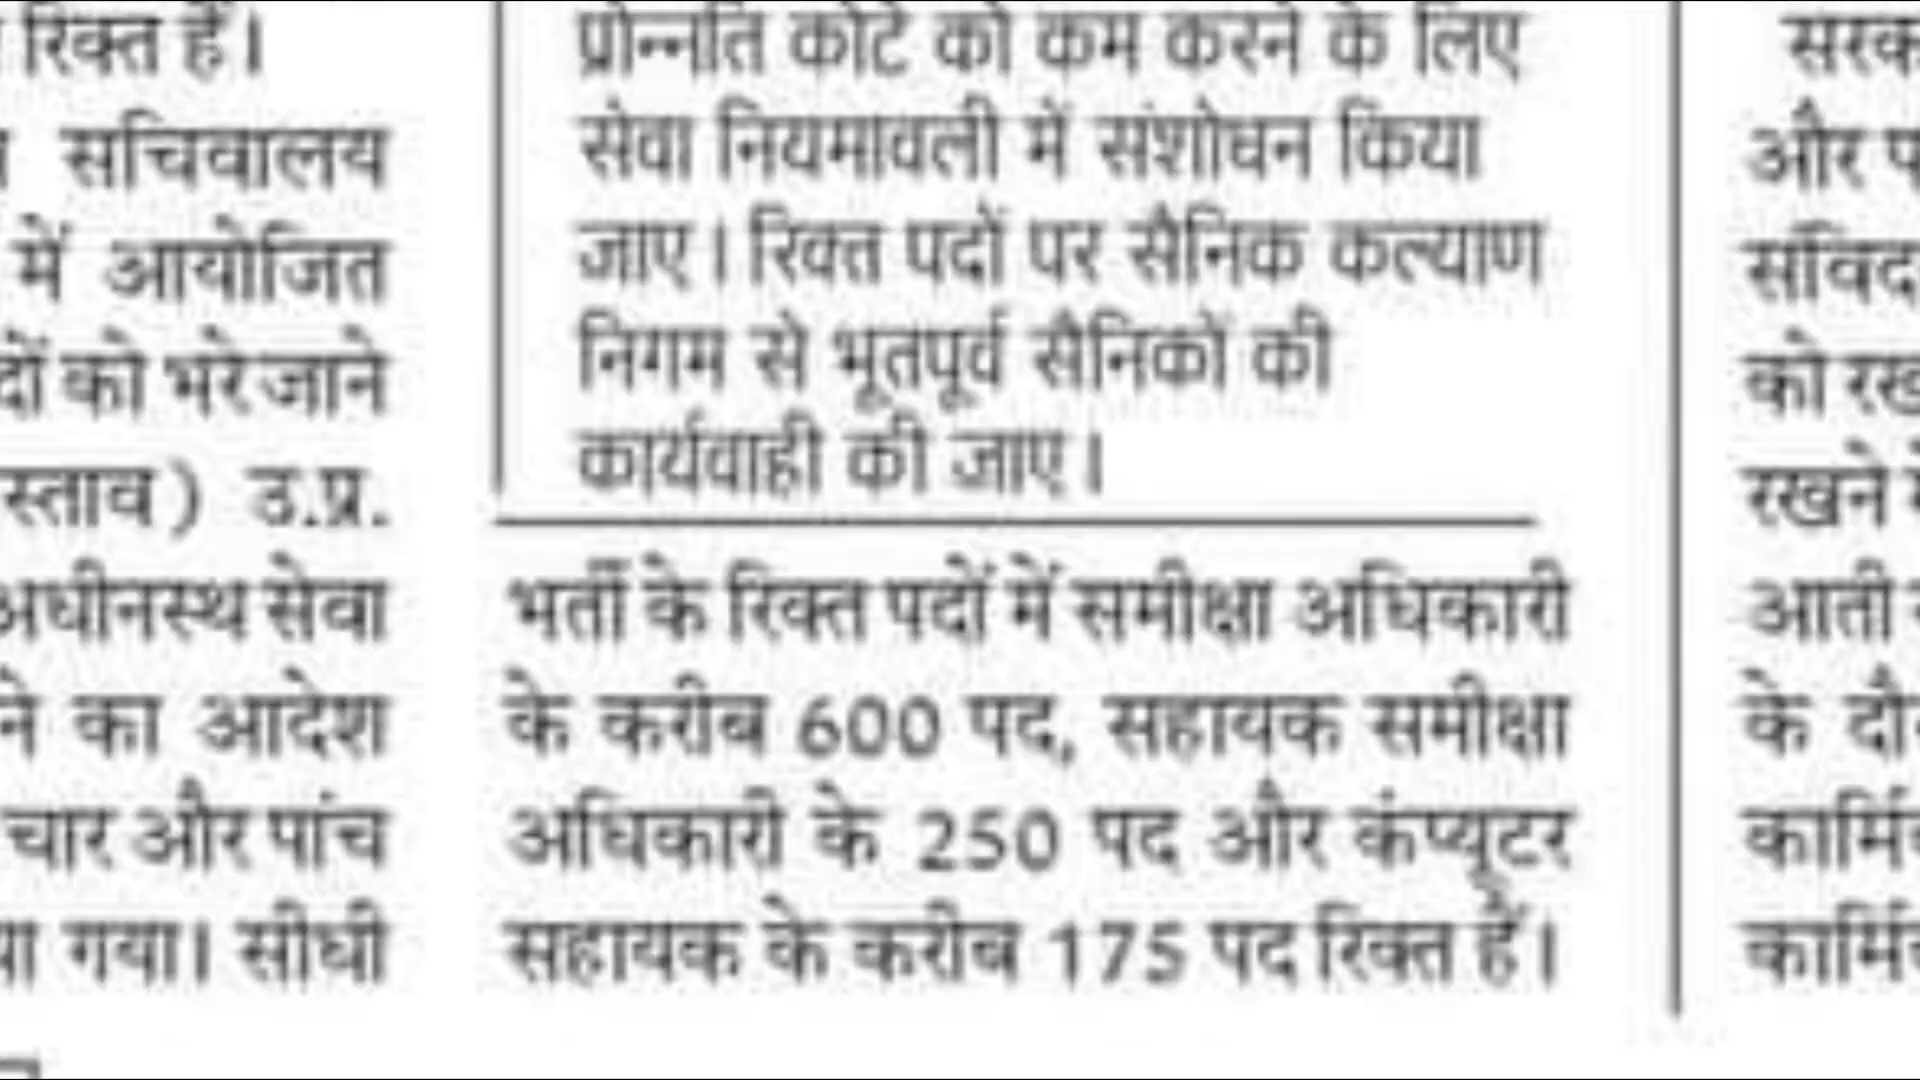 रिक्त हैं।
सचिवालय
में आयोजित
दों को भरे जाने
स्ताव) उ.प्र.
अधीनस्थ सेवा
ने का आदेश
चार और पांच
या गया। सीधी
प्रोन्नति कोटे को कम करने के लिए
सेवा नियमावली में संशोधन किया
जाए। रिक्त पदों पर सैनिक कल्याण
निगम से भूतपूर्व सैनिकों की
कार्यवाही की जाए।
भर्ती के रिक्त पदों में समीक्षा अधिकारी
के करीब 600 पद, सहायक समीक्षा
अधिकारी के 250 पद और कंप्यूटर
सहायक के करीब 175 पद रिक्त हैं।
सरक
और प
संविद
को रख
रखने में
आती
के दौ
कार्मि
कार्मि